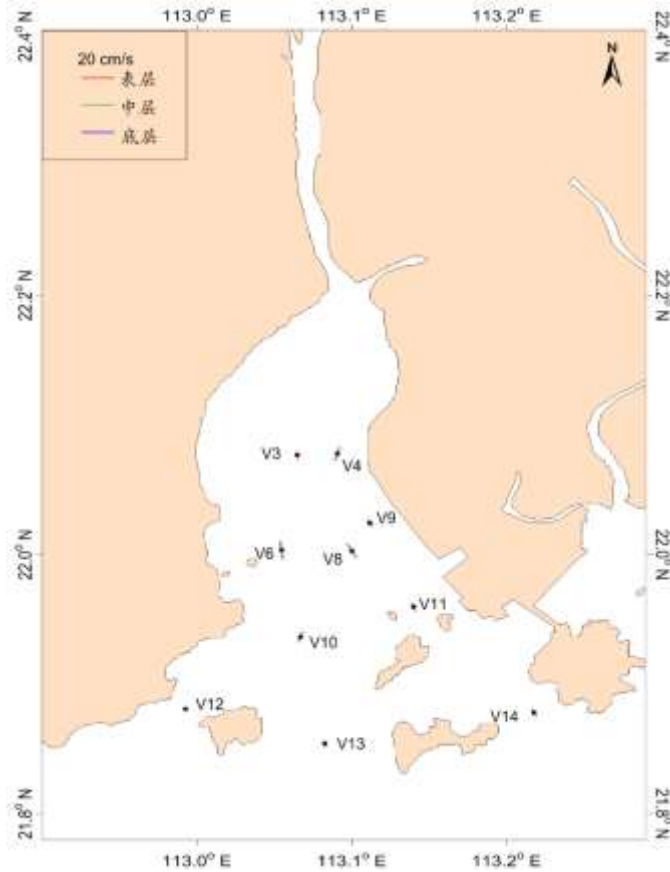 113.0° E 113.1° E 113.2° E
22.4° N 22.4° N
20 cm/s
表层
中层
底层
N
22.2° N 22.2° N
V3
V4
V9
22.0° N 22.0° N
V6
V8
V11
V10
V12
V14
V13
21.8° N 21.8° N
113.0° E 113.1° E 113.2° E